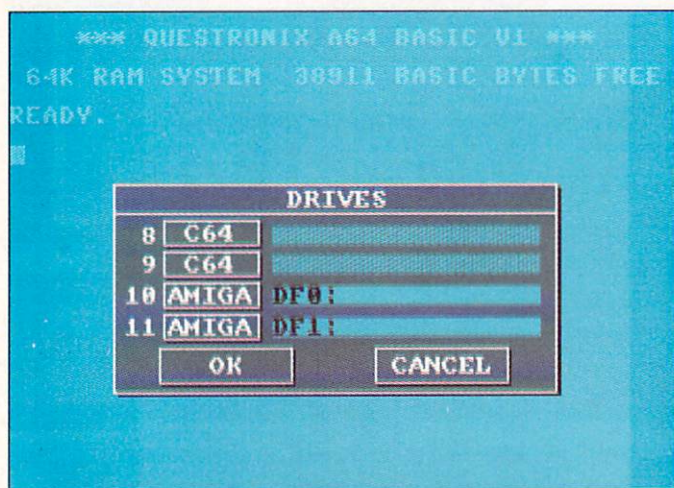 *** QUESTRONIX A64 BASIC V1 ***
64K RAM SYSTEM 38911 BASIC BYTES FREE
READY.
DRIVES
8 C64
9 C64
10 AMIGA DF0:
11 AMIGA DF1:
OK CANCEL